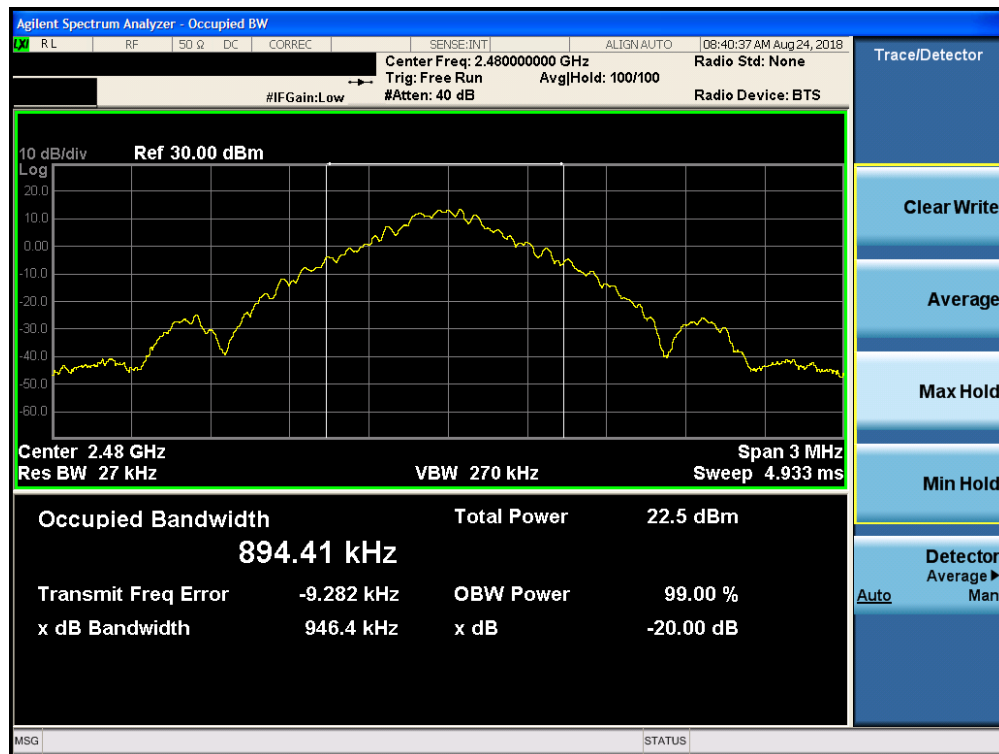 Agilent Spectrum Analyzer - Occupied BW
LXI RL RF 50 Ω DC CORREC SENSE:INT ALIGN AUTO 08:40:37 AM Aug 24, 2018
Center Freq: 2.480000000 GHz Radio Std: None
Trig: Free Run Avg|Hold: 100/100
#IFGain:Low #Atten: 40 dB Radio Device: BTS
Trace/Detector
10 dB/div Ref 30.00 dBm
Log
20.0
10.0
0.00
-10.0
-20.0
-30.0
-40.0
-50.0
-60.0
Center 2.48 GHz Span 3 MHz
Res BW 27 kHz VBW 270 kHz Sweep 4.933 ms
Occupied Bandwidth Total Power 22.5 dBm
894.41 kHz
Transmit Freq Error -9.282 kHz OBW Power 99.00 %
x dB Bandwidth 946.4 kHz x dB -20.00 dB
Clear Write
Average
Max Hold
Min Hold
Detector
Average▶
Auto Man
MSG STATUS